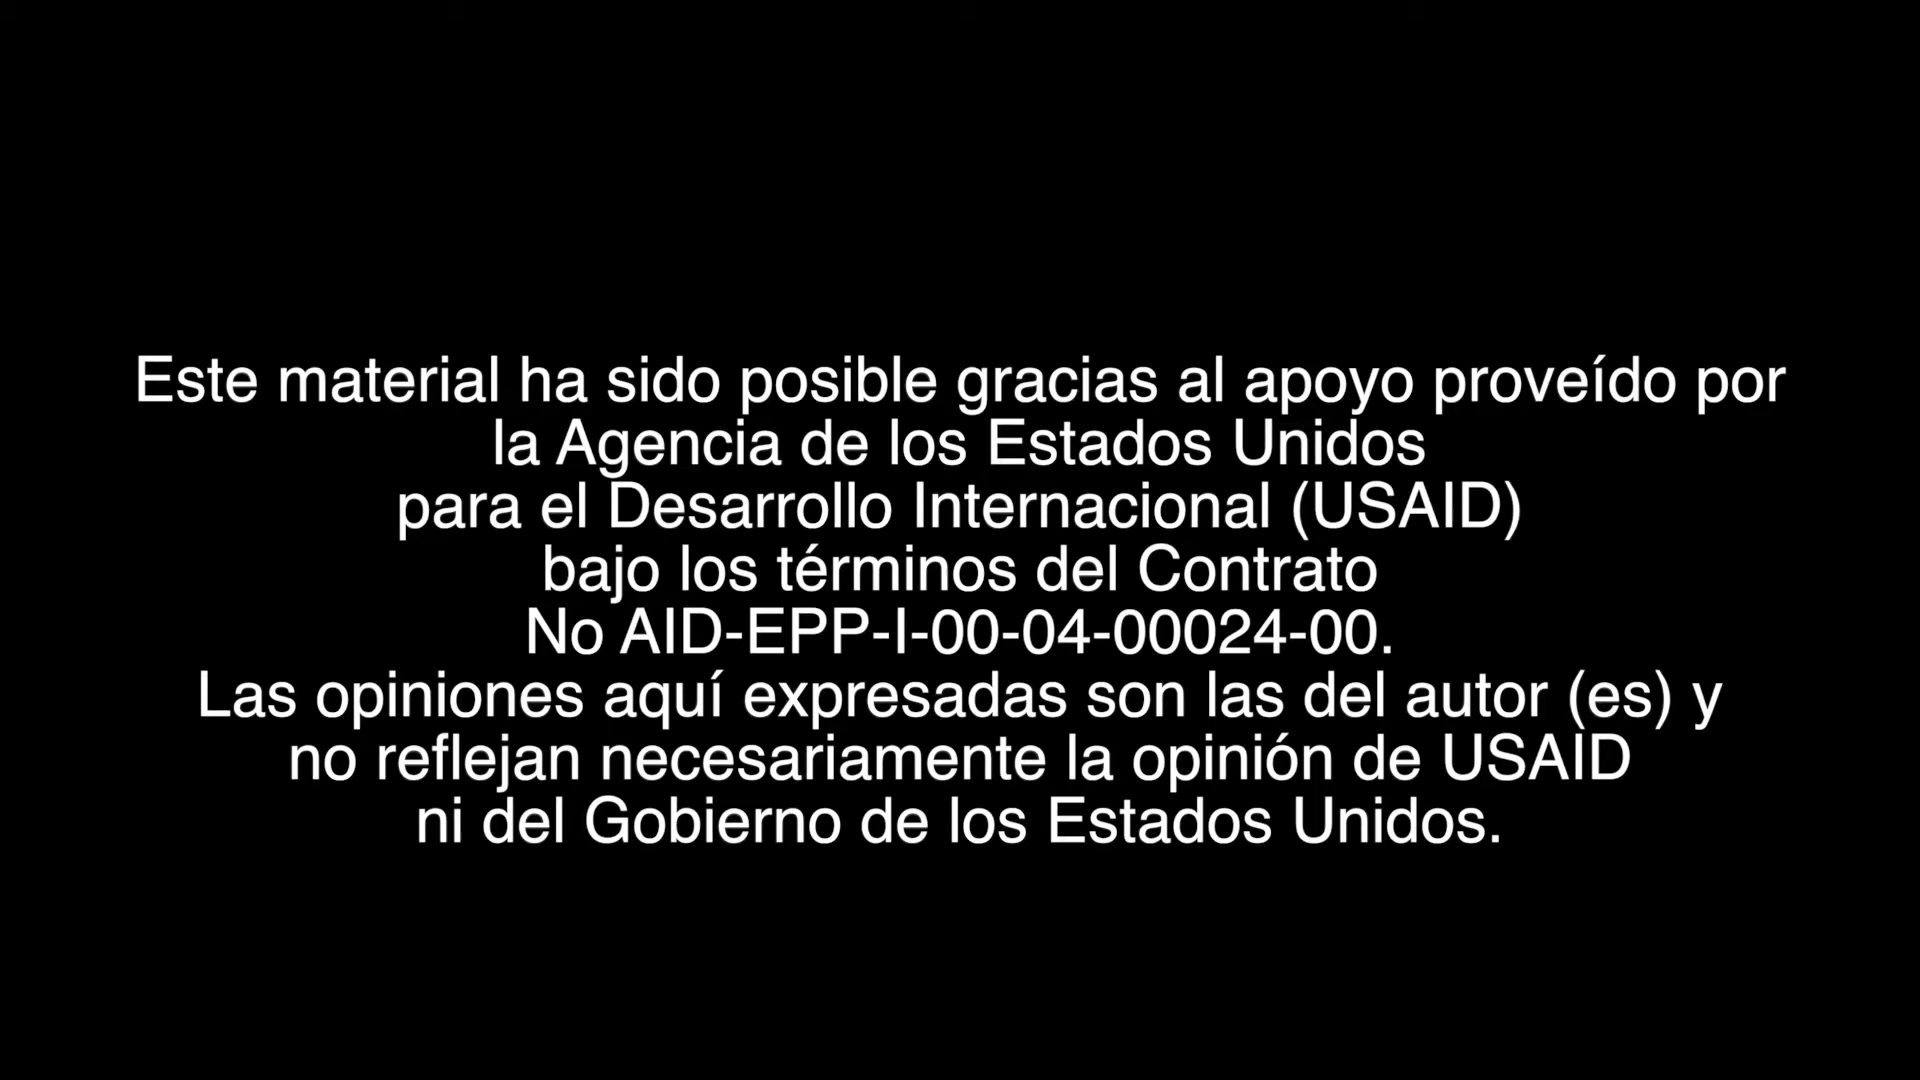 Este material ha sido posible gracias al apoyo proveído por
la Agencia de los Estados Unidos
para el Desarrollo Internacional (USAID)
bajo los términos del Contrato
No AID-EPP-I-00-04-00024-00.
Las opiniones aquí expresadas son las del autor (es) y
no reflejan necesariamente la opinión de USAID
ni del Gobierno de los Estados Unidos.